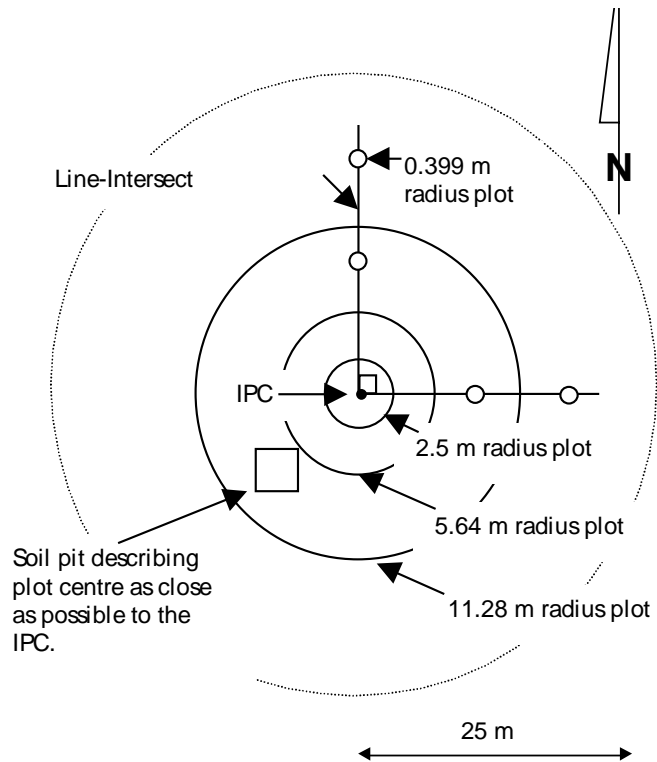 0.399 m
radius plot
N
Line-Intersect
IPC
2.5 m radius plot
5.64 m radius plot
Soil pit describing
plot centre as close
as possible to the
IPC.
11.28 m radius plot
25 m